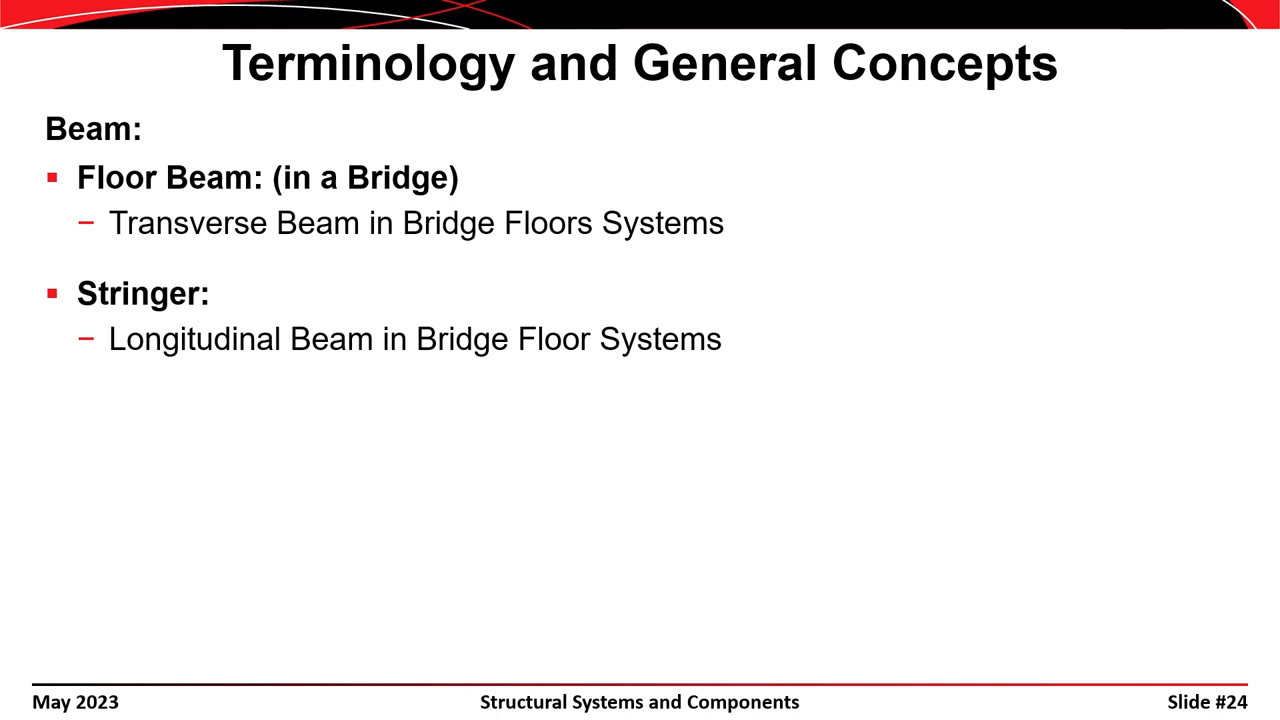 Terminology and General Concepts
Beam:
▪ Floor Beam: (in a Bridge)
− Transverse Beam in Bridge Floors Systems
▪ Stringer:
− Longitudinal Beam in Bridge Floor Systems
May 2023
Structural Systems and Components
Slide #24